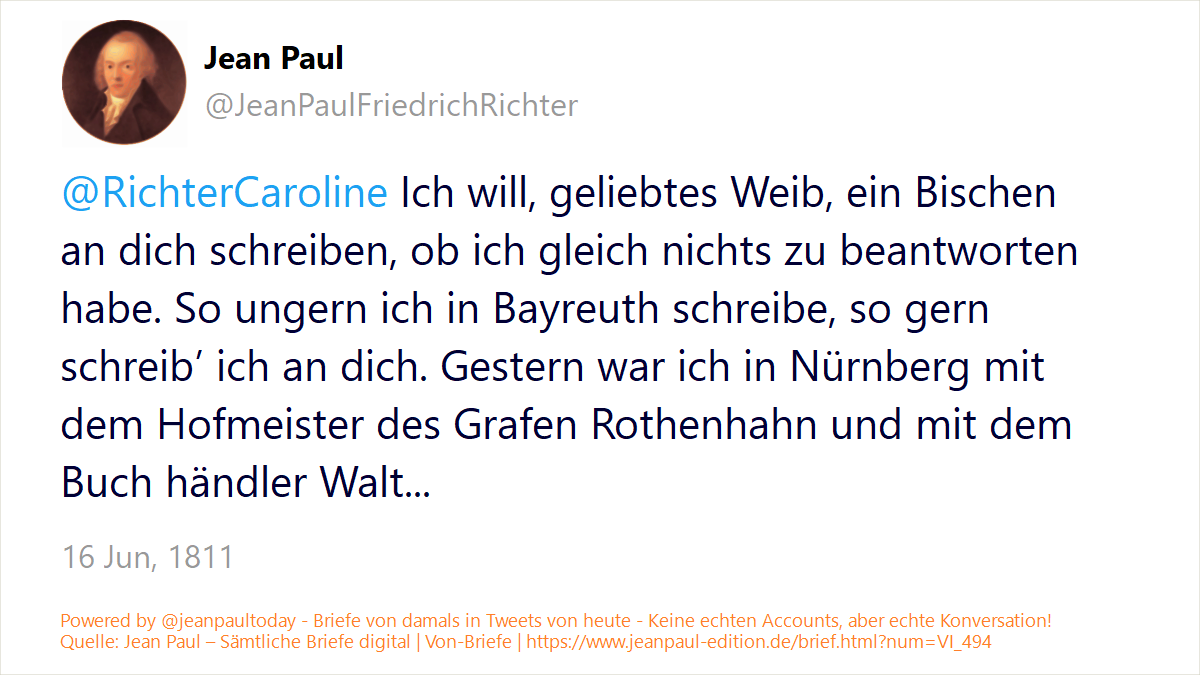 Jean Paul
@JeanPaulFriedrichRichter
@RichterCaroline Ich will, geliebtes Weib, ein Bischen
an dich schreiben, ob ich gleich nichts zu beantworten
habe. So ungern ich in Bayreuth schreibe, so gern
schreib’ ich an dich. Gestern war ich in Nürnberg mit
dem Hofmeister des Grafen Rothenhahn und mit dem
Buch händler Walt...
16 Jun, 1811
Powered by @jeanpaultoday - Briefe von damals in Tweets von heute - Keine echten Accounts, aber echte Konversation!
Quelle: Jean Paul – Sämtliche Briefe digital | Von-Briefe | https://www.jeanpaul-edition.de/brief.html?num=VI_494